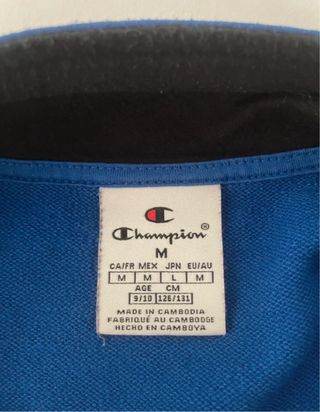 Champion®
M
CA/FR MEX JPN EU/AU
M M L M
AGE CM
9/10 126/131
MADE IN CAMBODIA
FABRIQUÉ AU CAMBODGE
HECHO EN CAMBOYA